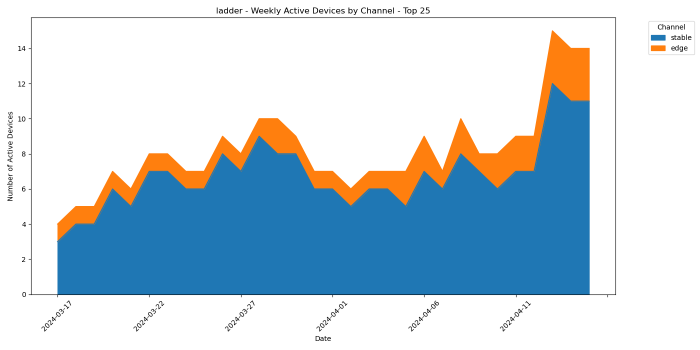 ladder - Weekly Active Devices by Channel - Top 25
Channel
stable
edge
Number of Active Devices
14
12
10
8
6
4
2
0
2024-03-17
2024-03-22
2024-03-27
2024-04-01
2024-04-06
2024-04-11
Date